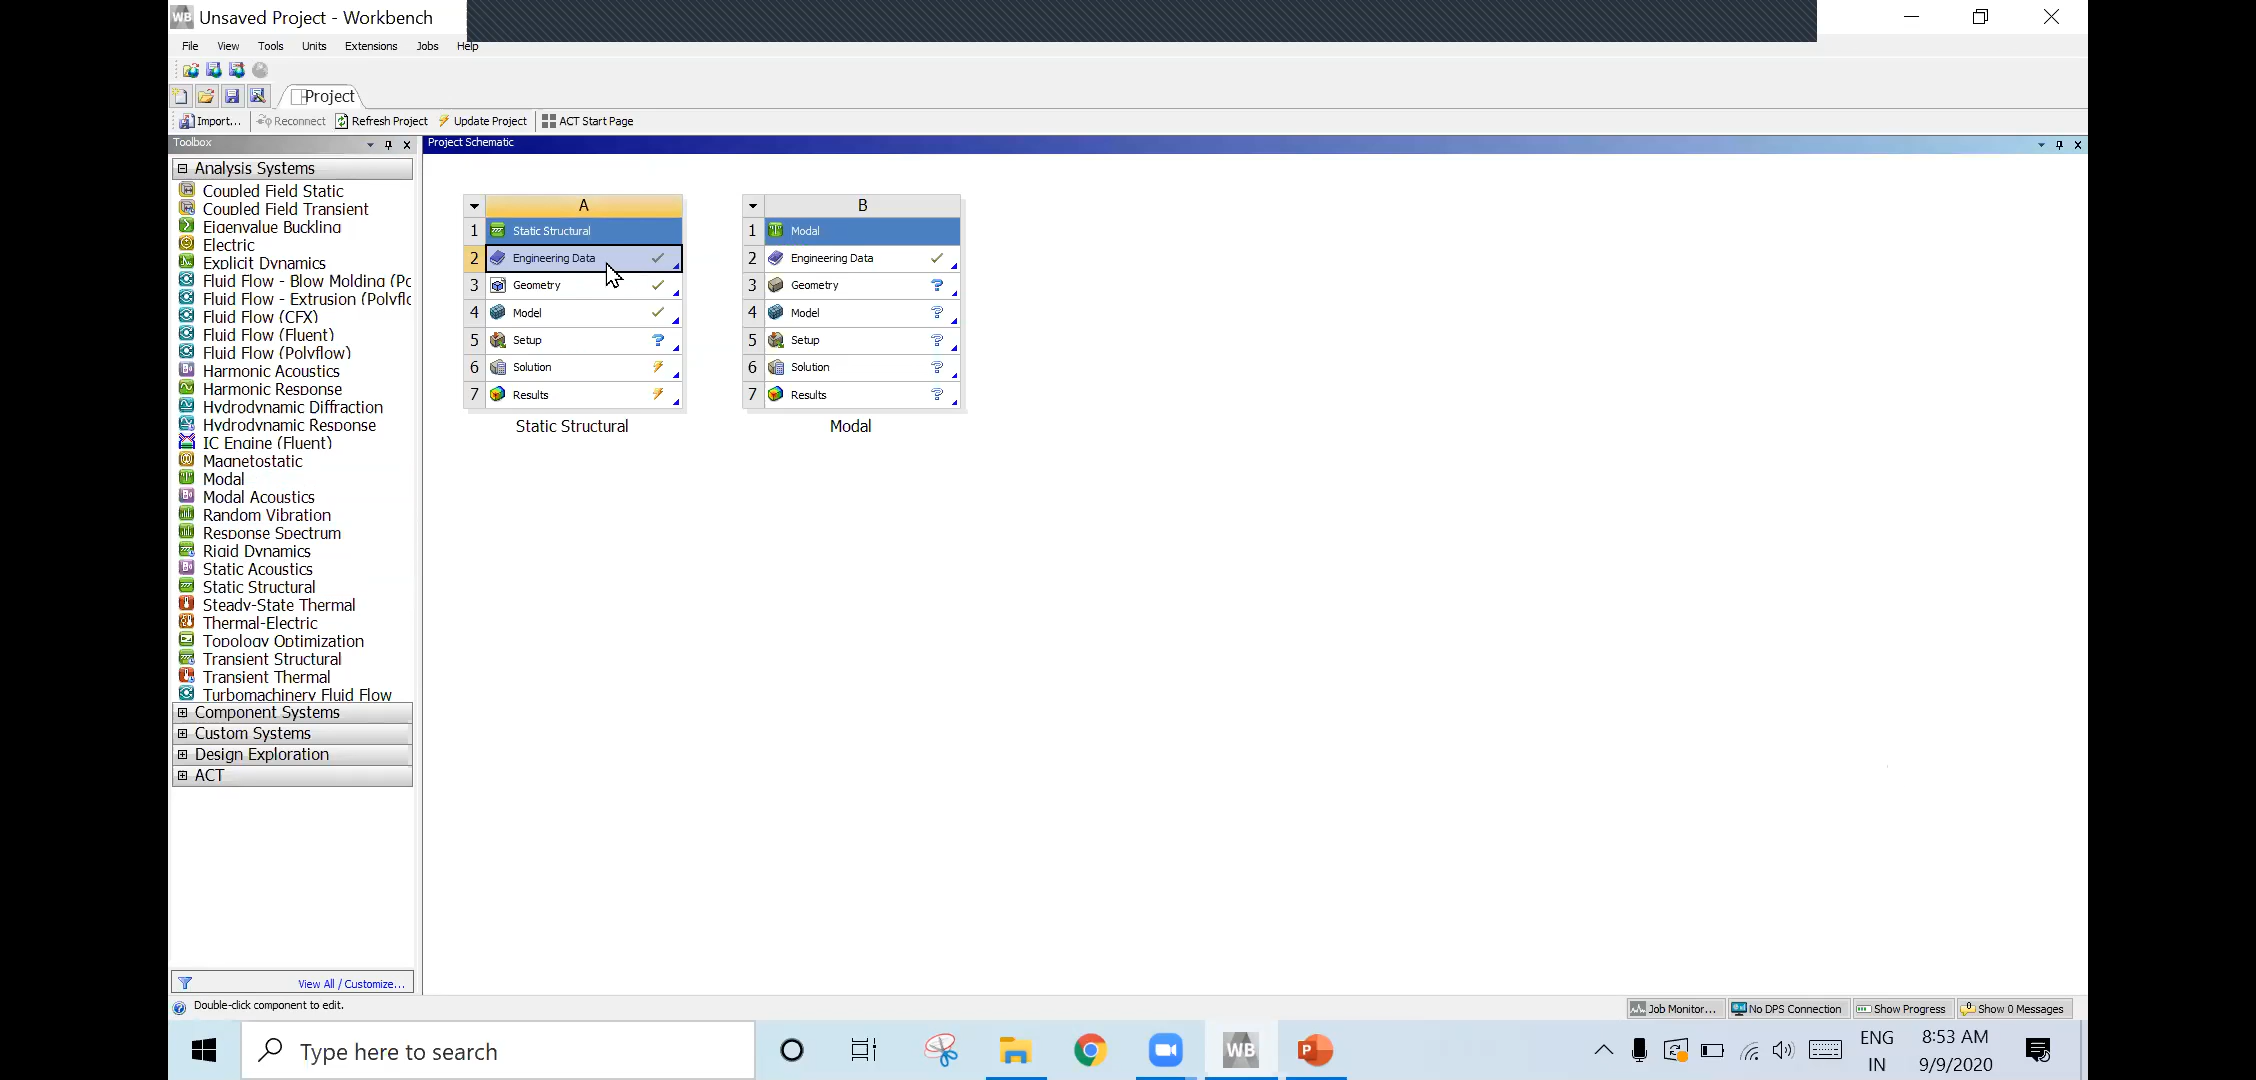 Unsaved Project - Workbench
File View Tools Units Extensions Jobs Help
Project
Import... Reconnect Refresh Project Update Project ACT Start Page
Toolbox
Project Schematic
Analysis Systems
Coupled Field Static
Coupled Field Transient
Eigenvalue Buckling
Electric
Explicit Dynamics
Fluid Flow - Blow Molding (Po
Fluid Flow - Extrusion (Polyflo
Fluid Flow (CFX)
Fluid Flow (Fluent)
Fluid Flow (Polyflow)
Harmonic Acoustics
Harmonic Response
Hydrodynamic Diffraction
Hydrodynamic Response
IC Engine (Fluent)
Magnetostatic
Modal
Modal Acoustics
Random Vibration
Response Spectrum
Rigid Dynamics
Static Acoustics
Static Structural
Steady-State Thermal
Thermal-Electric
Topology Optimization
Transient Structural
Transient Thermal
Turbomachinery Fluid Flow
Component Systems
Custom Systems
Design Exploration
ACT
View All / Customize...
A
1 Static Structural
2 Engineering Data
3 Geometry
4 Model
5 Setup ?
6 Solution
7 Results
Static Structural
B
1 Modal
2 Engineering Data
3 Geometry ?
4 Model ?
5 Setup ?
6 Solution ?
7 Results ?
Modal
Double-click component to edit.
Job Monitor... No DPS Connection Show Progress Show 0 Messages
Type here to search
WB
ENG
IN
8:53 AM
9/9/2020